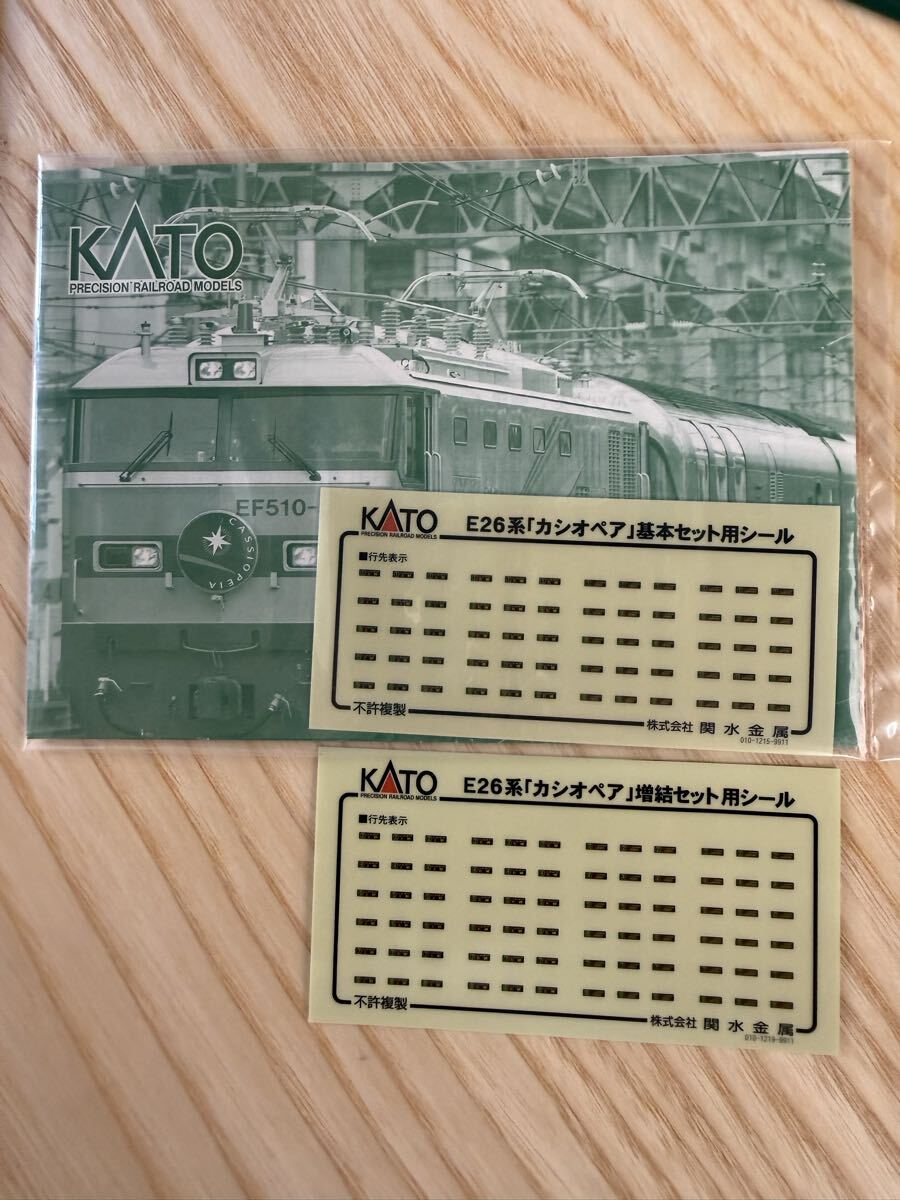 KATO
PRECISION RAILROAD MODELS
EF510-
CASSIOPEIA
KATO
PRECISION RAILROAD MODELS
E26系「カシオペア」基本セット用シール
■行先表示
不許複製
株式会社 関水金属
010-1215-9911
KATO
PRECISION RAILROAD MODELS
E26系「カシオペア」増結セット用シール
■行先表示
不許複製
株式会社 関水金属
010-1219-9911